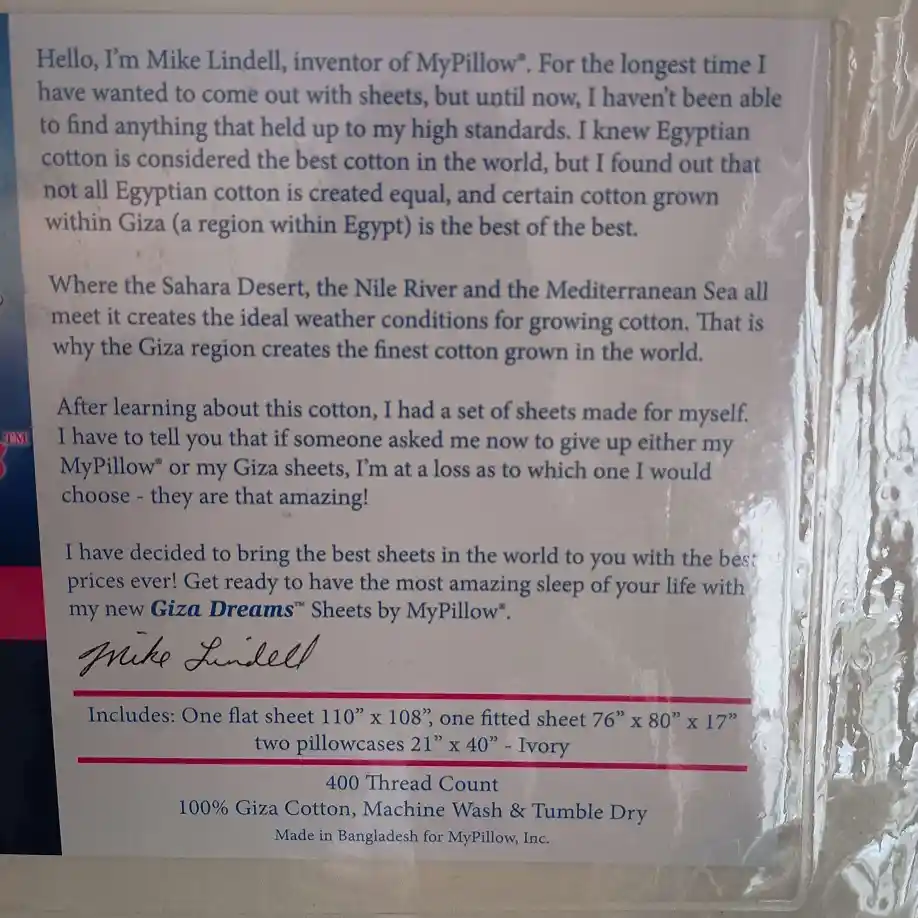 Hello, I'm Mike Lindell, inventor of MyPillow®. For the longest time I
have wanted to come out with sheets, but until now, I haven't been able
to find anything that held up to my high standards. I knew Egyptian
cotton is considered the best cotton in the world, but I found out that
not all Egyptian cotton is created equal, and certain cotton grown
within Giza (a region within Egypt) is the best of the best.
Where the Sahara Desert, the Nile River and the Mediterranean Sea all
meet it creates the ideal weather conditions for growing cotton. That is
why the Giza region creates the finest cotton grown in the world.
After learning about this cotton, I had a set of sheets made for myself.
I have to tell you that if someone asked me now to give up either my
MyPillow® or my Giza sheets, I'm at a loss as to which one I would
choose - they are that amazing!
I have decided to bring the best sheets in the world to you with the best
prices ever! Get ready to have the most amazing sleep of your life with
my new Giza Dreams™ Sheets by MyPillow®.
Mike Lindell
Includes: One flat sheet 110” x 108”, one fitted sheet 76” x 80” x 17”
two pillowcases 21” x 40” - Ivory
400 Thread Count
100% Giza Cotton, Machine Wash & Tumble Dry
Made in Bangladesh for MyPillow, Inc.
TM